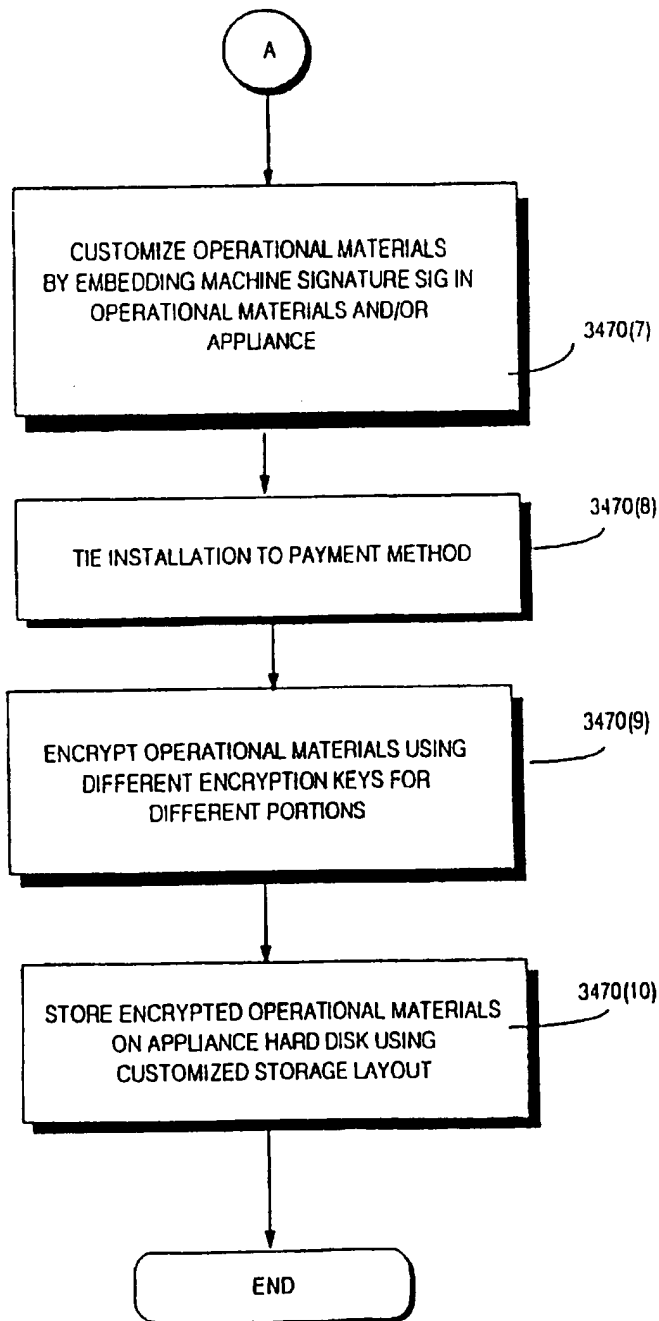 A
CUSTOMIZE OPERATIONAL MATERIALS
BY EMBEDDING MACHINE SIGNATURE SIG IN
OPERATIONAL MATERIALS AND/OR
APPLIANCE
3470(7)
3470(8)
TIE INSTALLATION TO PAYMENT METHOD
3470(9)
ENCRYPT OPERATIONAL MATERIALS USING
DIFFERENT ENCRYPTION KEYS FOR
DIFFERENT PORTIONS
3470(10)
STORE ENCRYPTED OPERATIONAL MATERIALS
ON APPLIANCE HARD DISK USING
CUSTOMIZED STORAGE LAYOUT
END